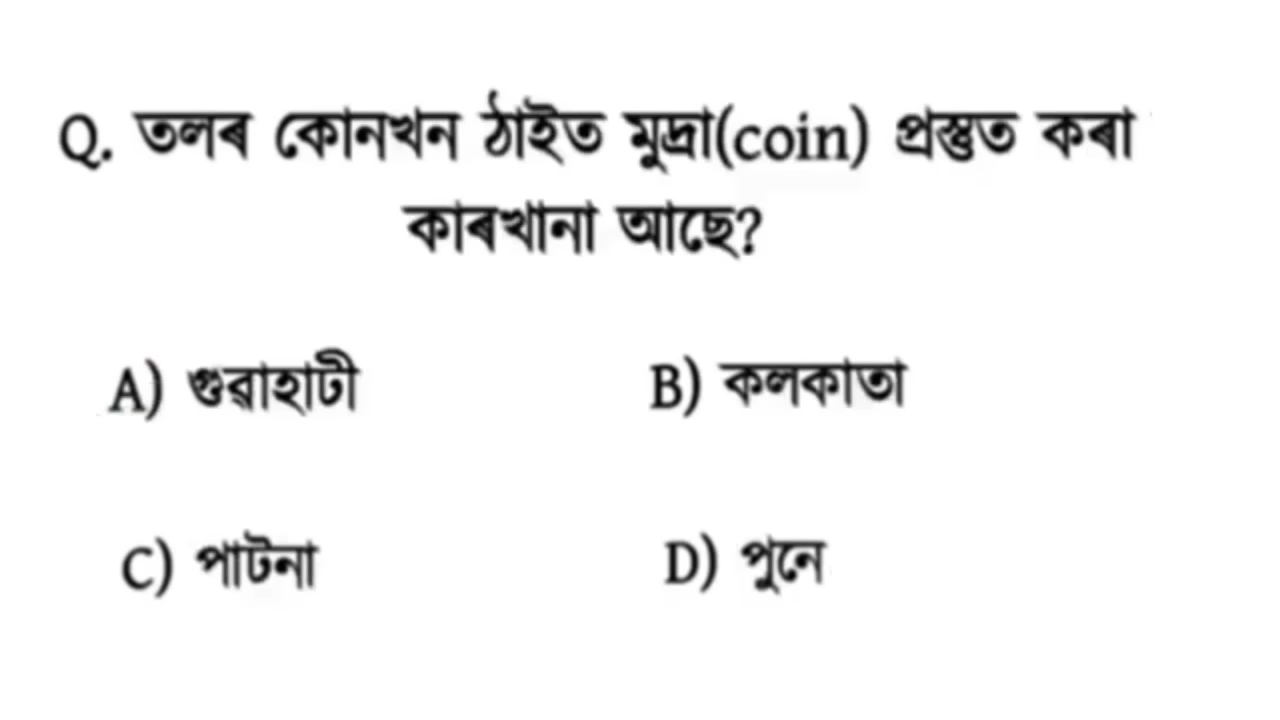 Q. তলৰ কোনখন ঠাইত মুদ্ৰা(coin) প্ৰস্তুত কৰা
কাৰখানা আছে?
A) গুৱাহাটী B) কলকাতা
C) পাটনা D) পুনে